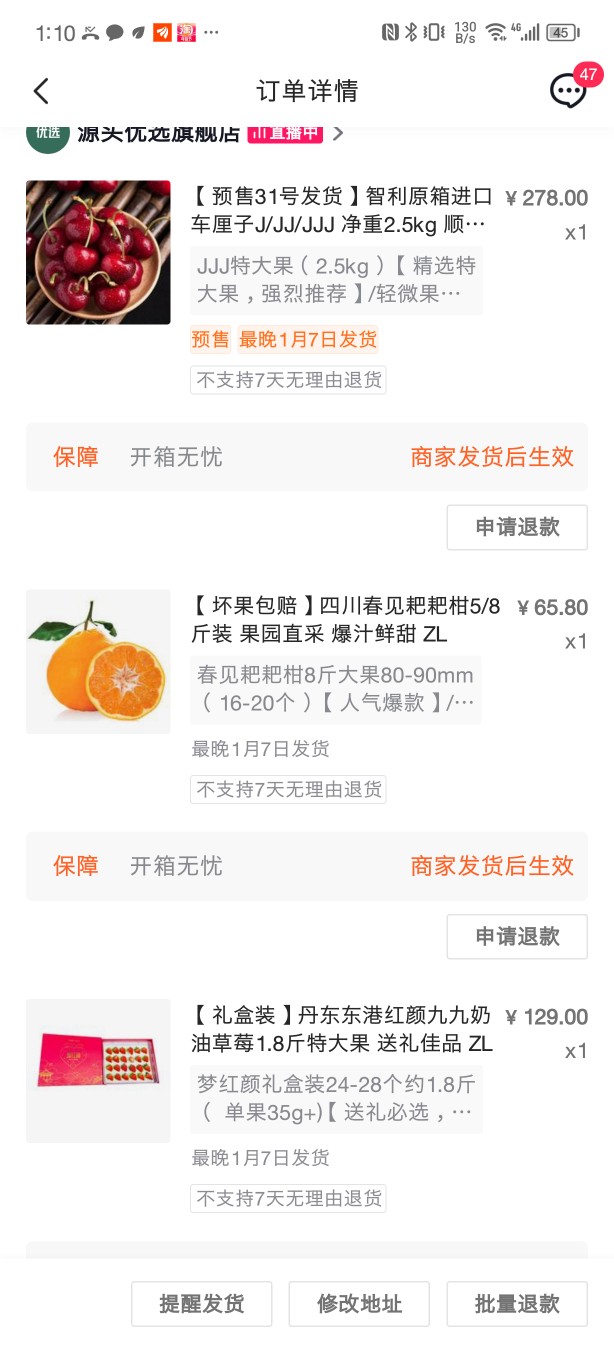 1:10
130
B/s
4G
45
订单详情
47
优选
源头优选旗舰店 直播中
【预售31号发货】智利原箱进口
¥278.00
车厘子J/JJ/JJJ 净重2.5kg 顺…
x1
JJJ特大果（2.5kg）【精选特
大果，强烈推荐】/轻微果…
预售 最晚1月7日发货
不支持7天无理由退货
保障 开箱无忧 商家发货后生效
申请退款
【坏果包赔】四川春见耙耙柑5/8
¥65.80
斤装 果园直采 爆汁鲜甜 ZL
x1
春见耙耙柑8斤大果80-90mm
（16-20个）【人气爆款】/…
最晚1月7日发货
不支持7天无理由退货
保障 开箱无忧 商家发货后生效
申请退款
【礼盒装】丹东东港红颜九九奶
¥129.00
油草莓1.8斤特大果 送礼佳品 ZL
x1
梦红颜礼盒装24-28个约1.8斤
（ 单果35g+)【送礼必选，…
最晚1月7日发货
不支持7天无理由退货
提醒发货 修改地址 批量退款